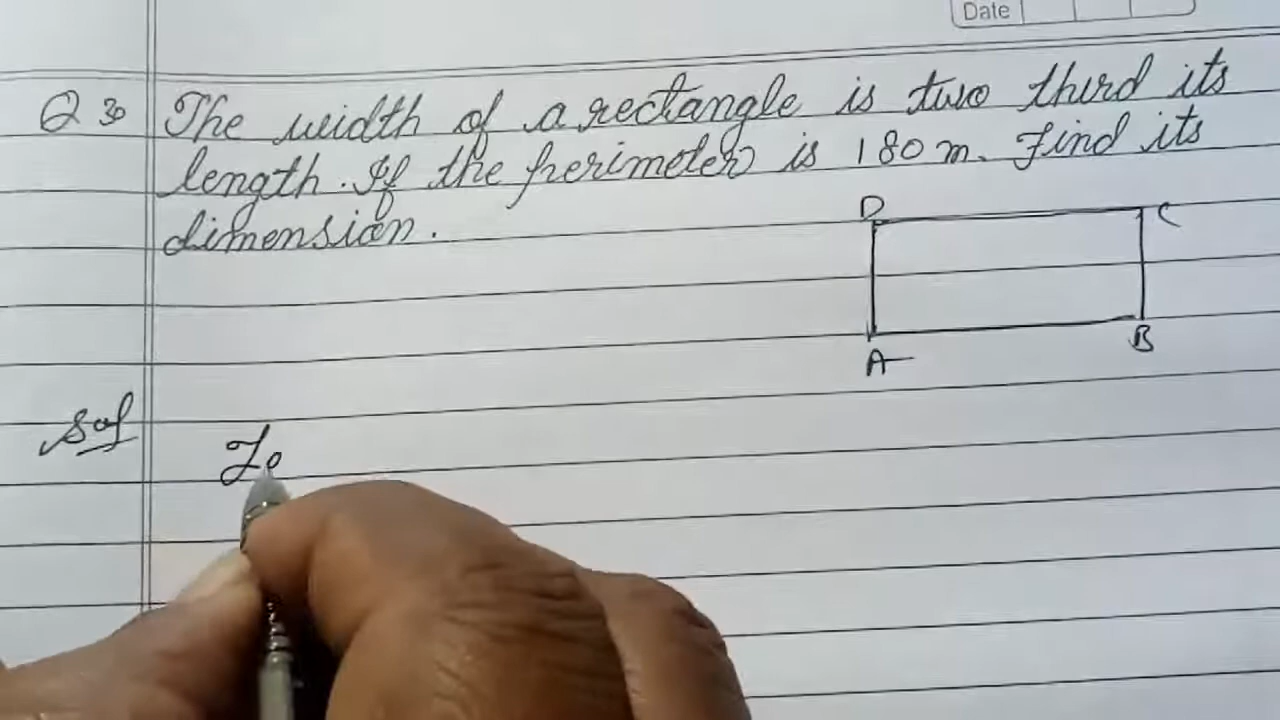 Date
Q 3 The width of a rectangle is two third its
length. If the perimeter is 180 m. Find its
dimension.
D C
A B
Sol